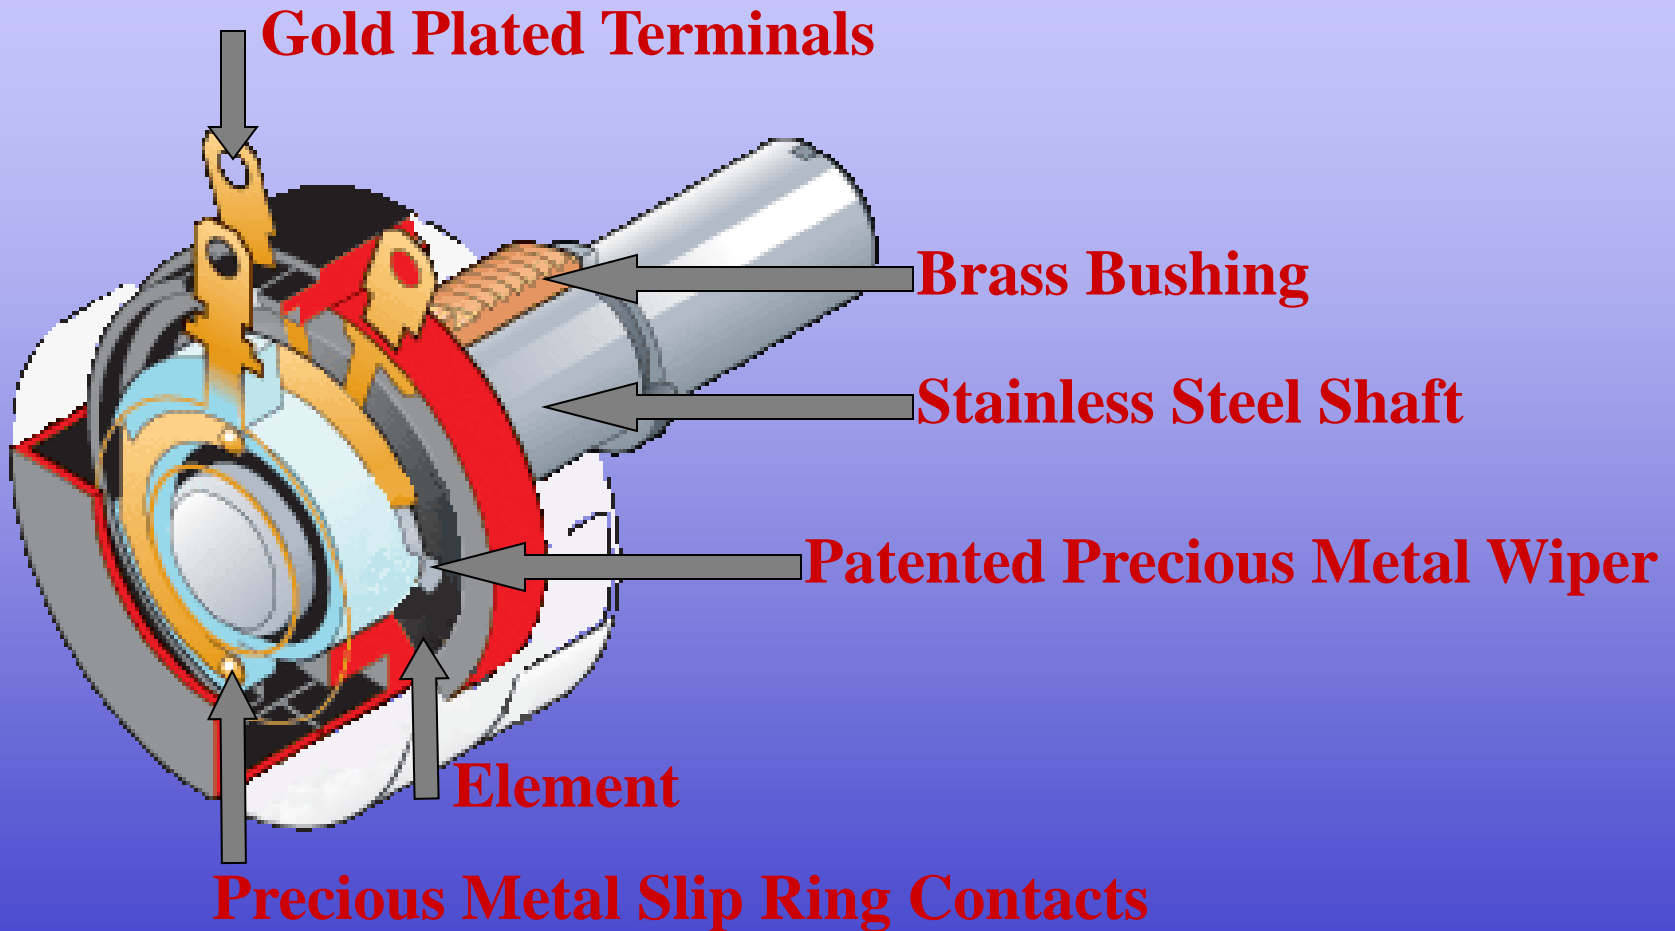 Gold Plated Terminals
Brass Bushing
Stainless Steel Shaft
Patented Precious Metal Wiper
Element
Precious Metal Slip Ring Contacts